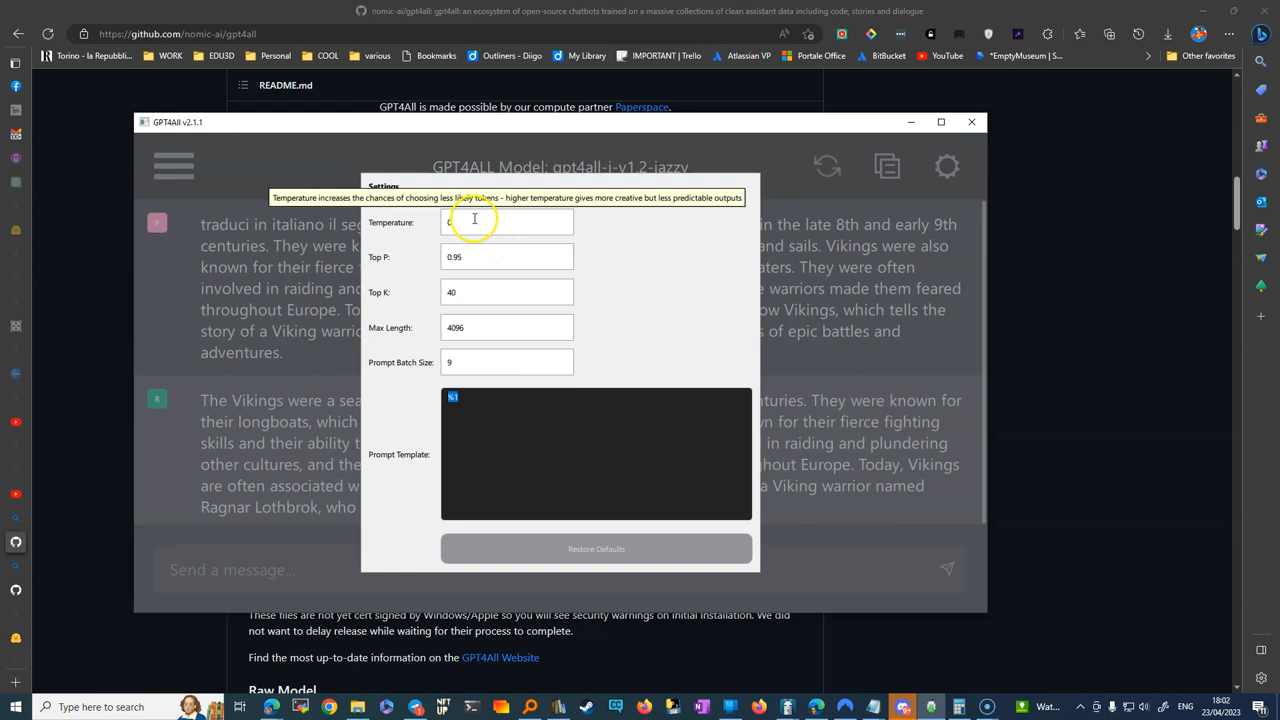 nomic-ai/gpt4all: gpt4all: an ecosystem of open-source chatbots trained on a massive collections of clean assistant data including code, stories and dialogue
https://github.com/nomic-ai/gpt4all
Torino - la Repubbli...
WORK
EDU3D
Personal
COOL
various
Bookmarks
Outliners - Diigo
My Library
IMPORTANT | Trello
Atlassian VP
Portale Office
BitBucket
YouTube
*EmptyMuseum | S...
Other favorites
README.md
GPT4All is made possible by our compute partner Paperspace.
GPT4All v2.1.1
GPT4ALL Model: gpt4all-j-v1.2-jazzy
Settings
Temperature increases the chances of choosing less likely tokens - higher temperature gives more creative but less predictable outputs
Temperature:
Top P:
0.95
Top K:
40
Max Length:
4096
Prompt Batch Size:
9
Prompt Template:
%1
Restore Defaults
P
traduci in italiano il se
in the late 8th and early 9th
centuries. They were k
and sails. Vikings were also
known for their fierce
They were often
involved in raiding and
warriors made them feared
throughout Europe. To
Vikings, which tells the
story of a Viking warrio
of epic battles and
adventures.
R
The Vikings were a sea
They were known for
their longboats, which
for their fierce fighting
skills and their ability t
in raiding and plundering
other cultures, and the
Europe. Today, Vikings
are often associated w
a Viking warrior named
Ragnar Lothbrok, who
Send a message...
These files are not yet cert signed by Windows/Apple so you will see security warnings on initial installation. We did
not want to delay release while waiting for their process to complete.
Find the most up-to-date information on the GPT4All Website
Raw Model
Type here to search
NFT
UP
CQ
Watchlist ideas
18:02
23/04/2023